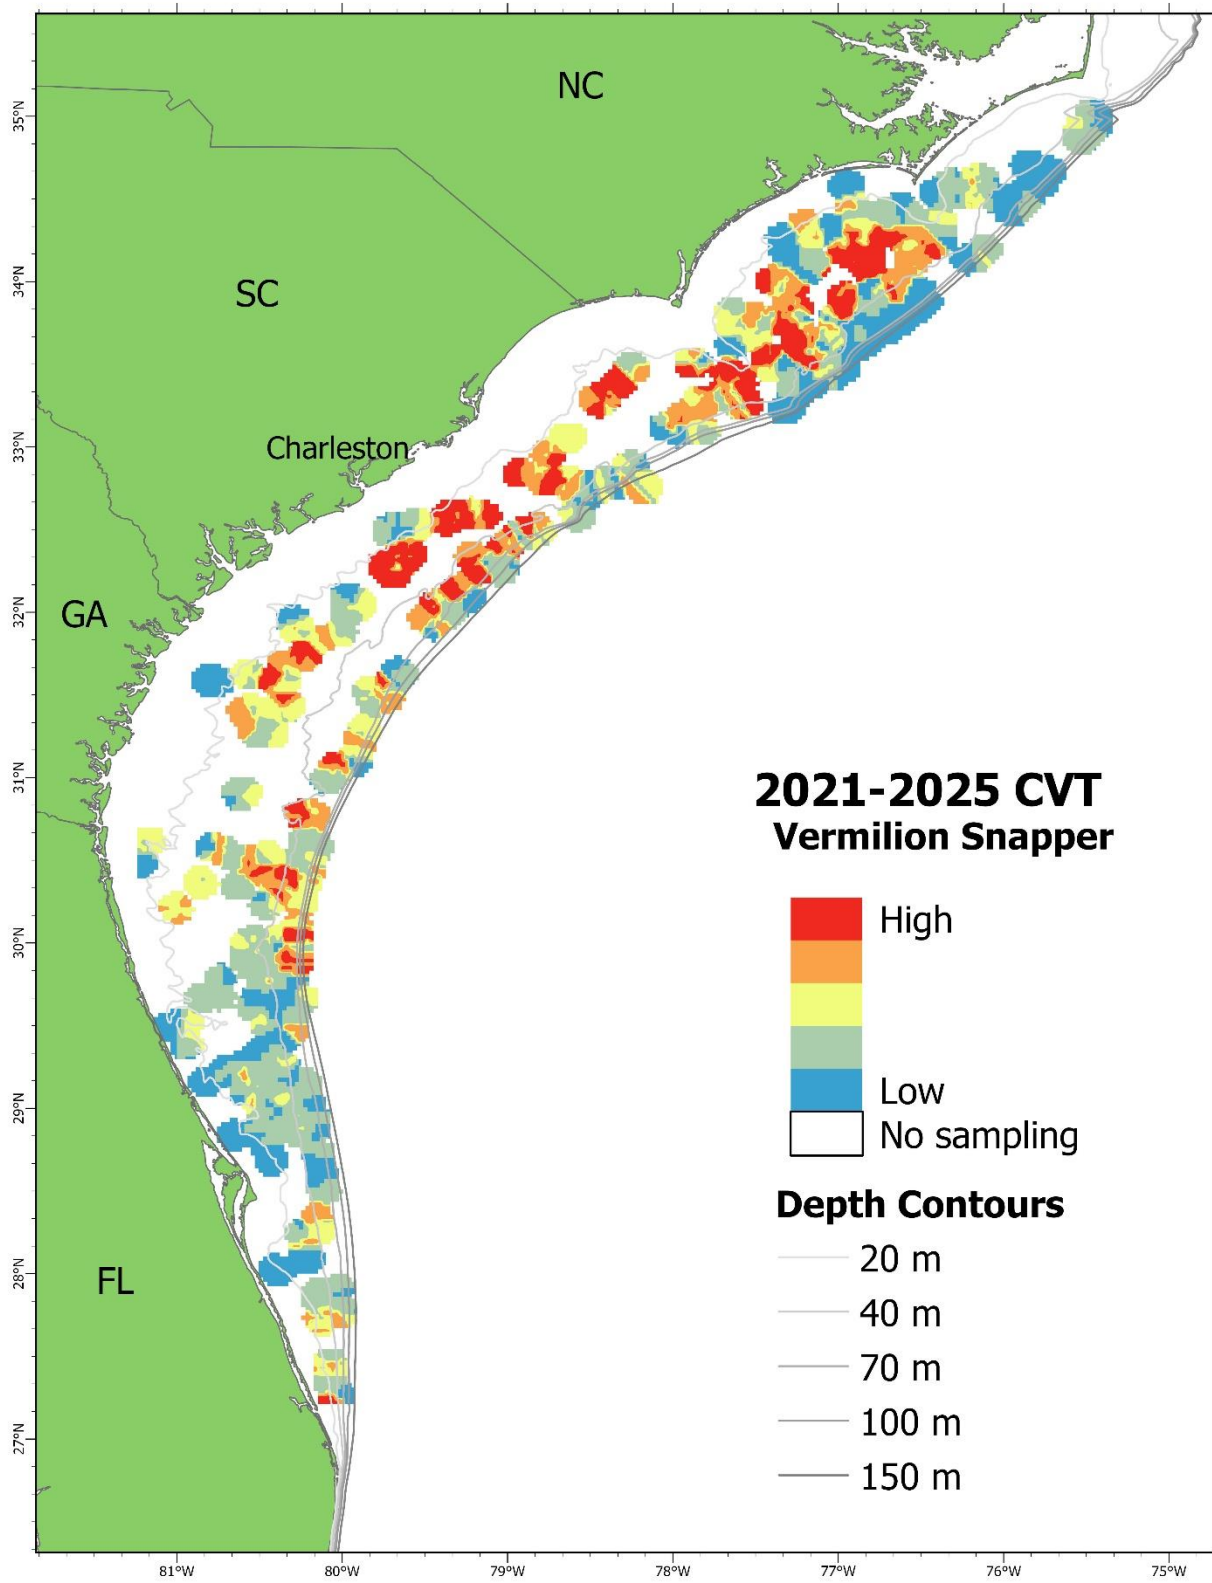 NC
35°N
SC
34°N
Charleston
33°N
GA
32°N
31°N
2021-2025 CVT
Vermilion Snapper
High
30°N
Low
No sampling
29°N
Depth Contours
20 m
FL
28°N
40 m
70 m
100 m
27°N
150 m
81°W 80°W 79°W 78°W 77°W 76°W 75°W